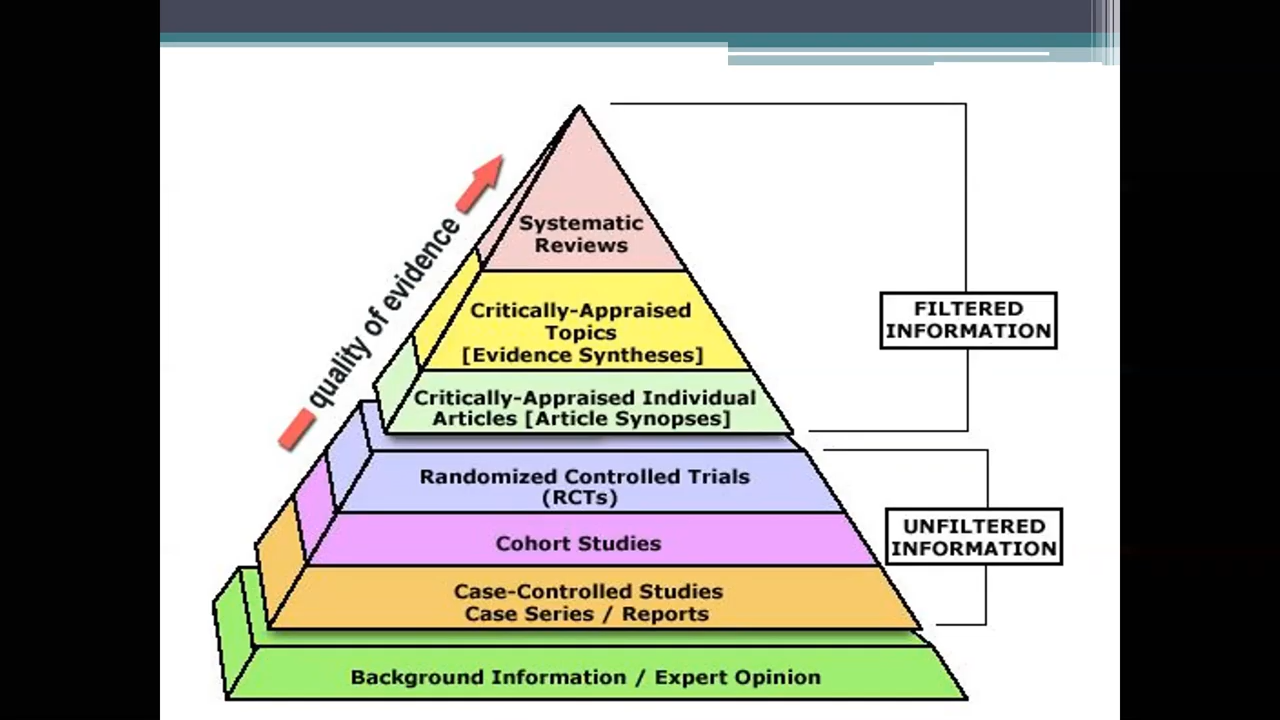 quality of evidence
Systematic
Reviews
Critically-Appraised
Topics
[Evidence Syntheses]
Critically-Appraised Individual
Articles [Article Synopses]
FILTERED
INFORMATION
Randomized Controlled Trials
(RCTs)
Cohort Studies
Case-Controlled Studies
Case Series / Reports
UNFILTERED
INFORMATION
Background Information / Expert Opinion